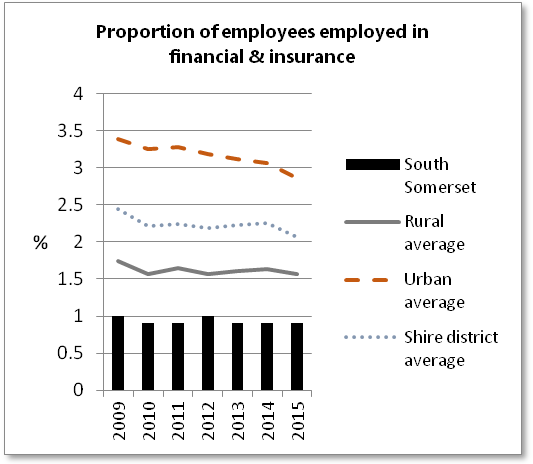 Proportion of employees employed in
financial & insurance
4
3.5
3
2.5
2
1.5
1
0.5
0
%
2009
2010
2011
2012
2013
2014
2015
South
Somerset
Rural
average
Urban
average
Shire district
average